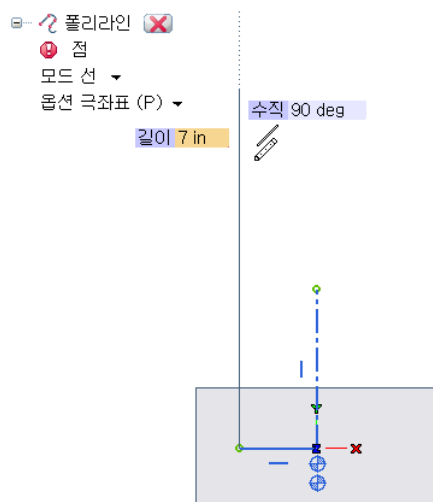 폴리라인
점
모드 선
옵션 극좌표 (P)
수직 90 deg
길이 7 in
Y
Z X